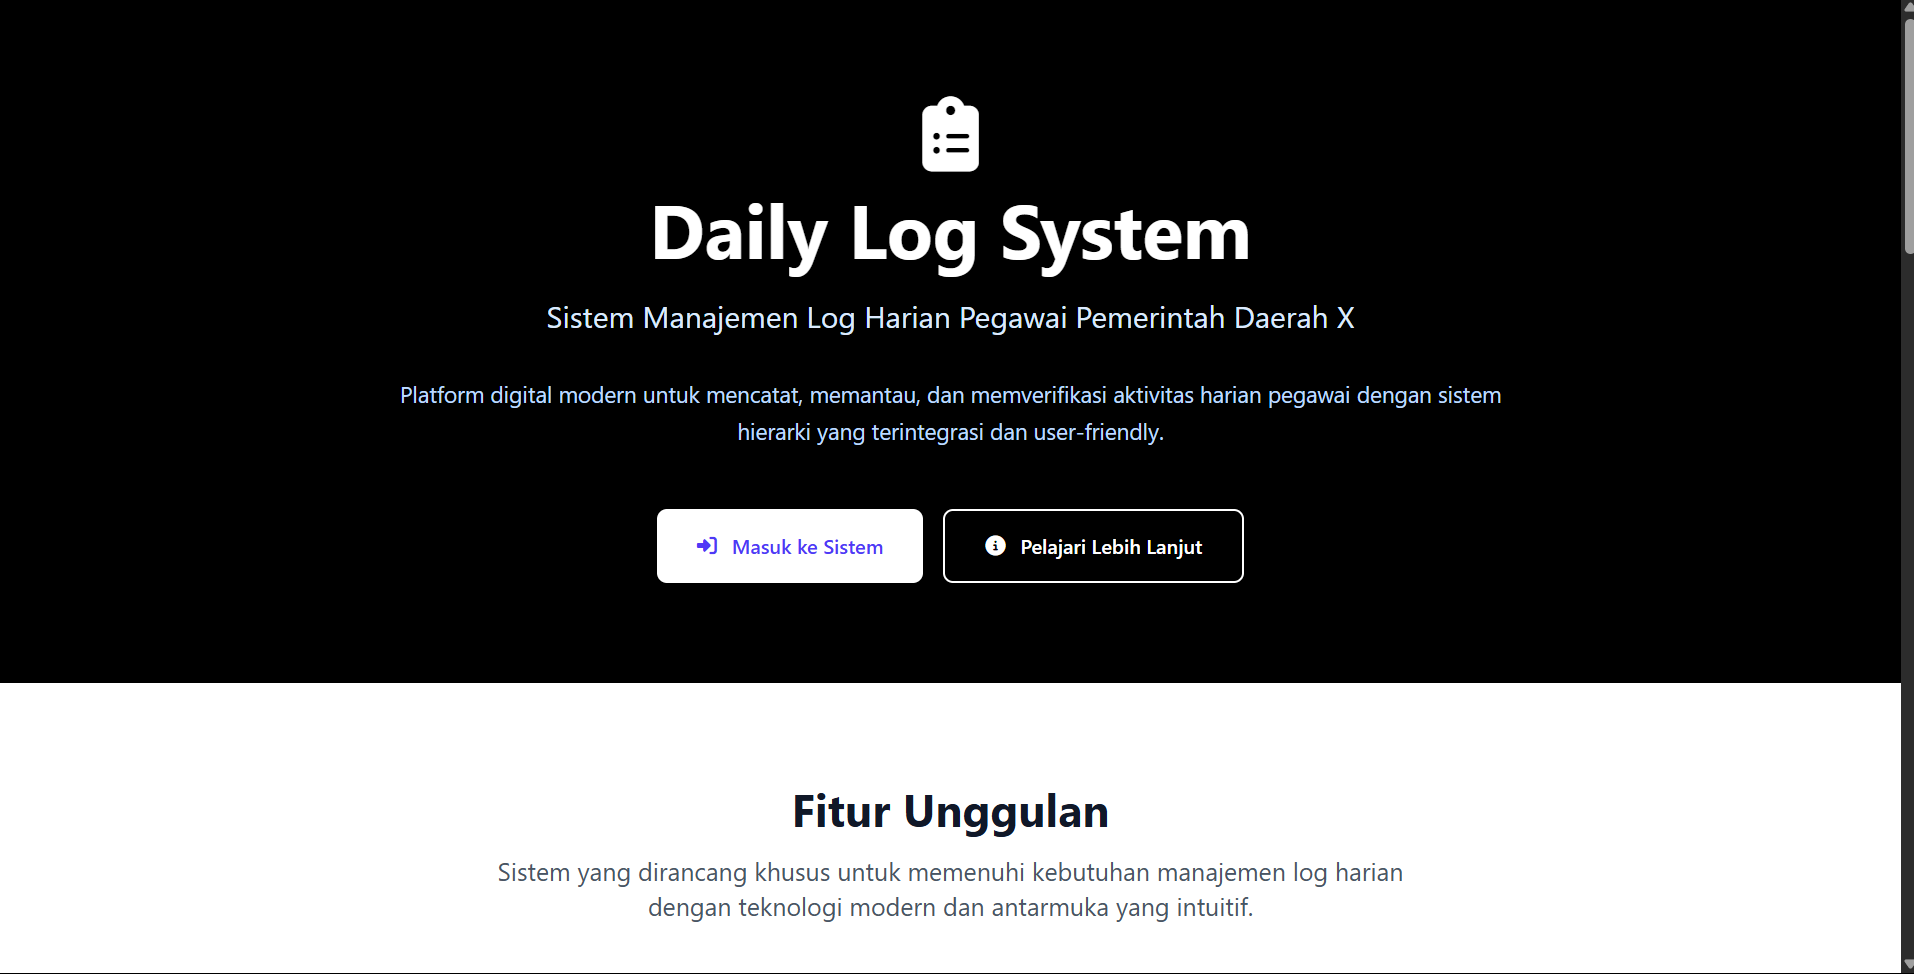 Daily Log System
Sistem Manajemen Log Harian Pegawai Pemerintah Daerah X
Platform digital modern untuk mencatat, memantau, dan memverifikasi aktivitas harian pegawai dengan sistem
hierarki yang terintegrasi dan user-friendly.
Masuk ke Sistem
Pelajari Lebih Lanjut
Fitur Unggulan
Sistem yang dirancang khusus untuk memenuhi kebutuhan manajemen log harian
dengan teknologi modern dan antarmuka yang intuitif.